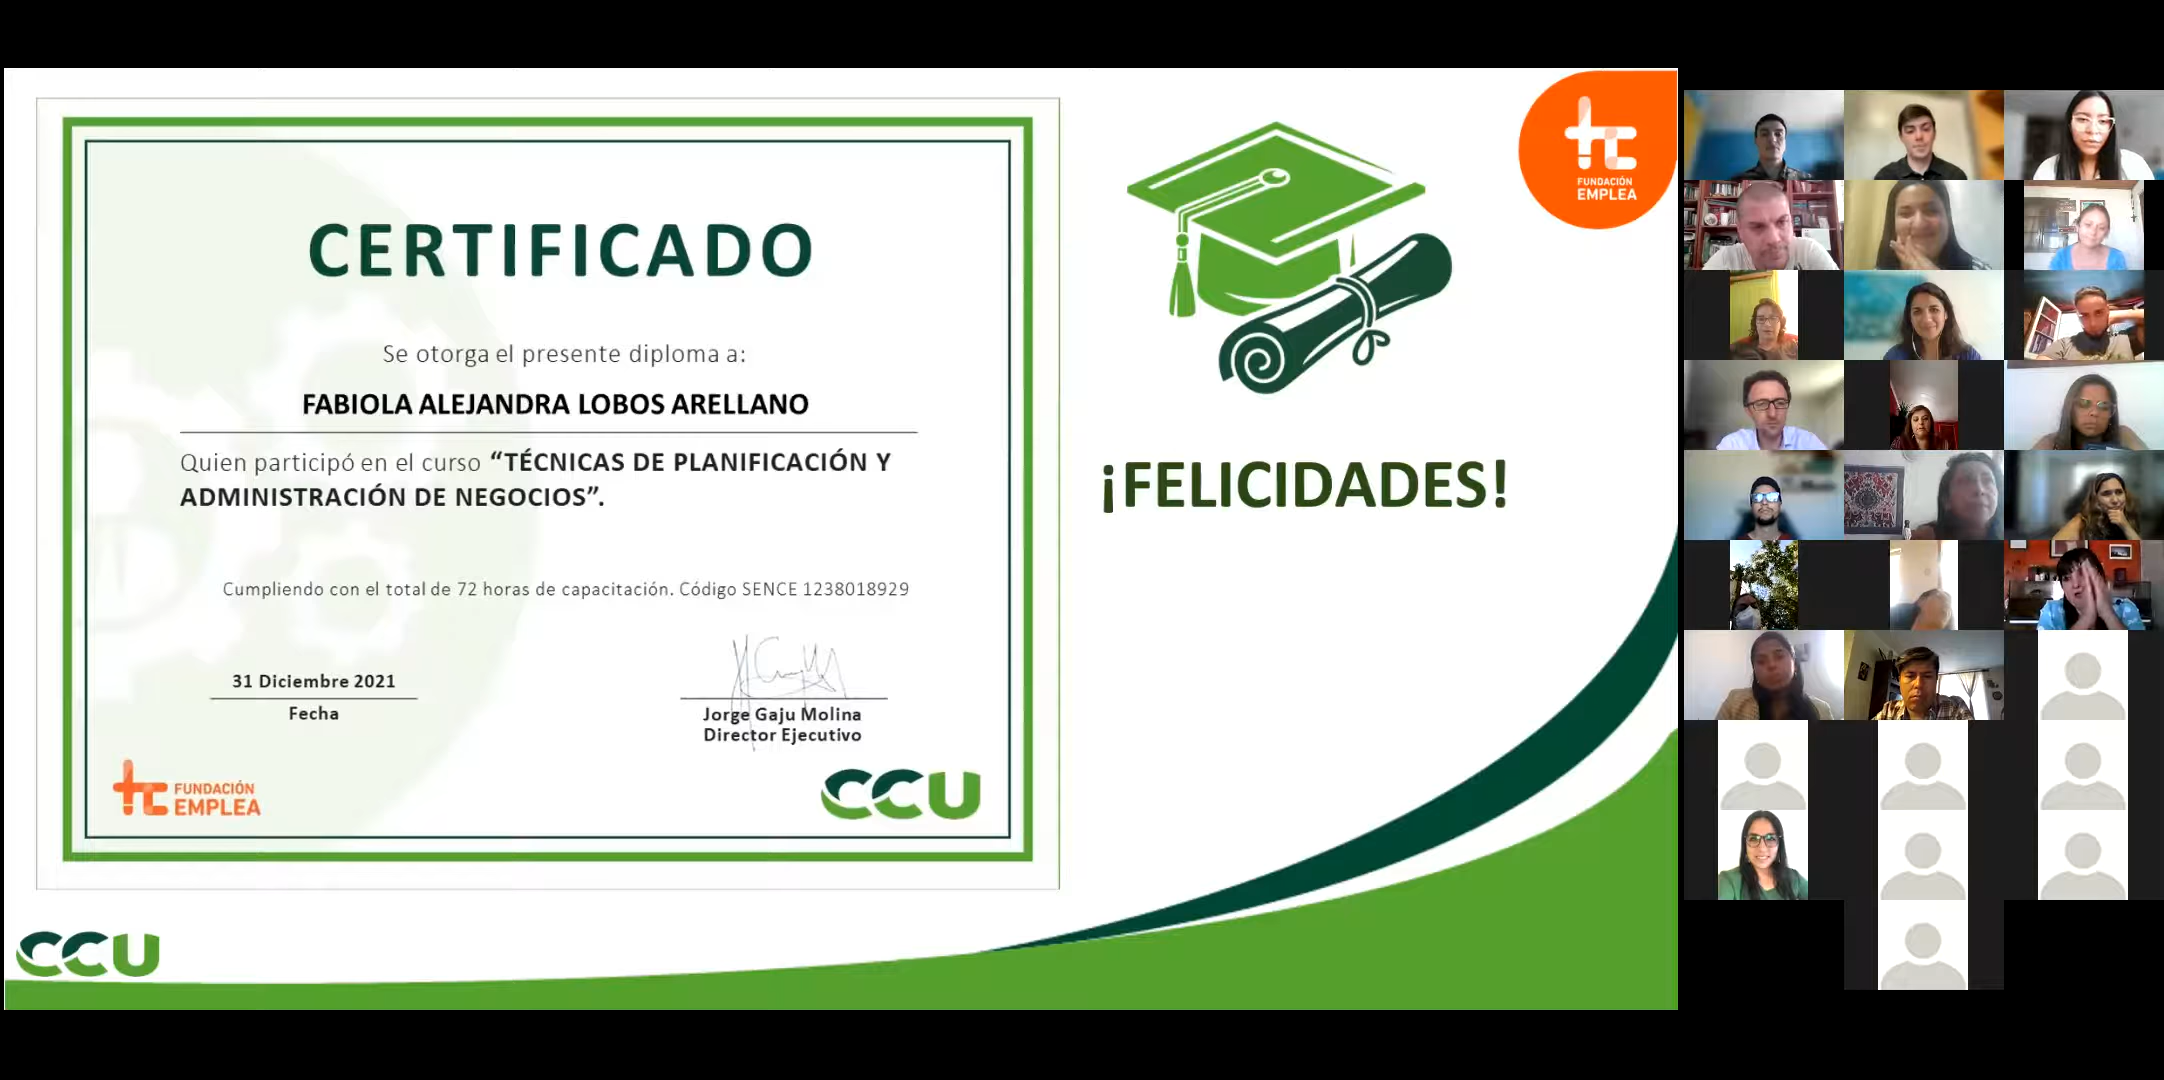 CERTIFICADO
Se otorga el presente diploma a:
FABIOLA ALEJANDRA LOBOS ARELLANO
Quien participó en el curso “TÉCNICAS DE PLANIFICACIÓN Y
ADMINISTRACIÓN DE NEGOCIOS”.
Cumpliendo con el total de 72 horas de capacitación. Código SENCE 1238018929
31 Diciembre 2021
Fecha
Jorge Gaju Molina
Director Ejecutivo
FUNDACIÓN
EMPLEA
CCU
¡FELICIDADES!
FUNDACIÓN
EMPLEA
CCU